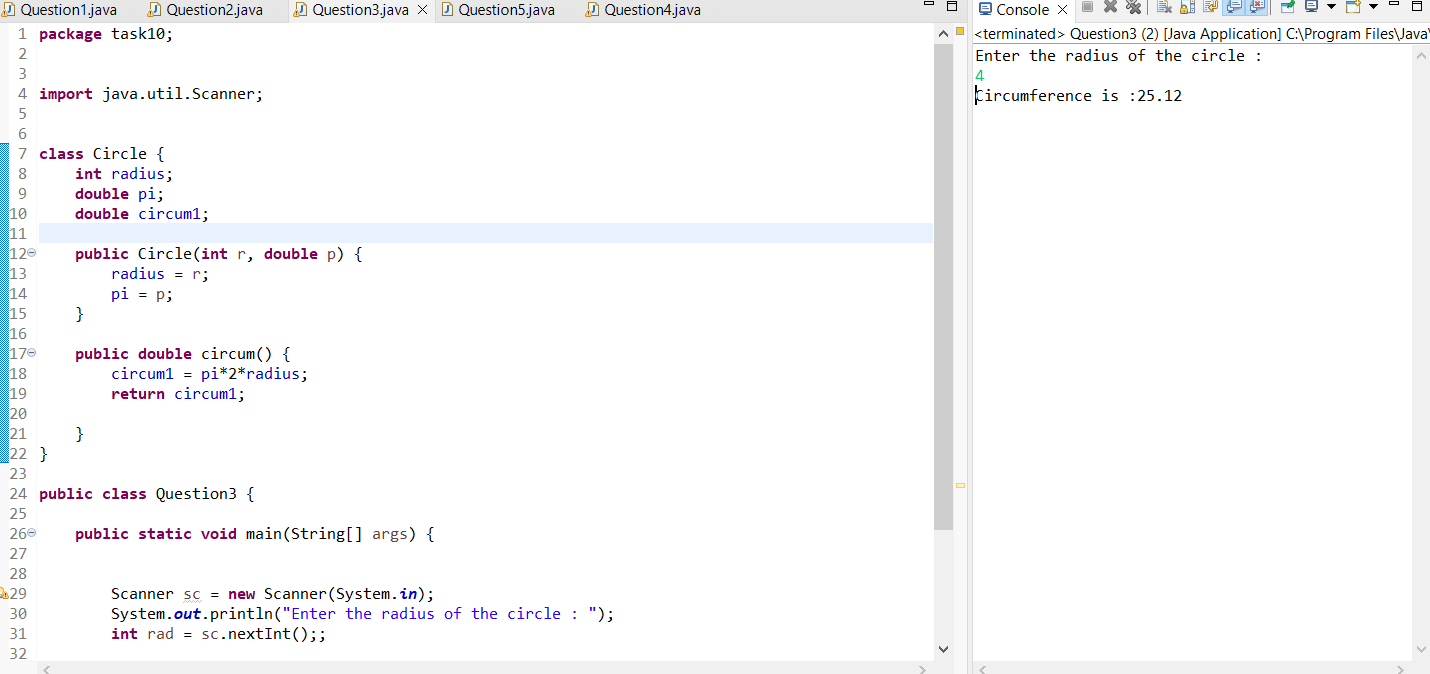 Question1.java Question2.java Question3.java Question5.java Question4.java
1 package task10;
2
3
4 import java.util.Scanner;
5
6
7 class Circle {
8 int radius;
9 double pi;
10 double circum1;
11
12 public Circle(int r, double p) {
13 radius = r;
14 pi = p;
15 }
16
17 public double circum() {
18 circum1 = pi*2*radius;
19 return circum1;
20
21 }
22 }
23
24 public class Question3 {
25
26 public static void main(String[] args) {
27
28
29 Scanner sc = new Scanner(System.in);
30 System.out.println("Enter the radius of the circle : ");
31 int rad = sc.nextInt();;
32
Console
<terminated> Question3 (2) [Java Application] C:\Program Files\Java\
Enter the radius of the circle :
4
Circumference is :25.12